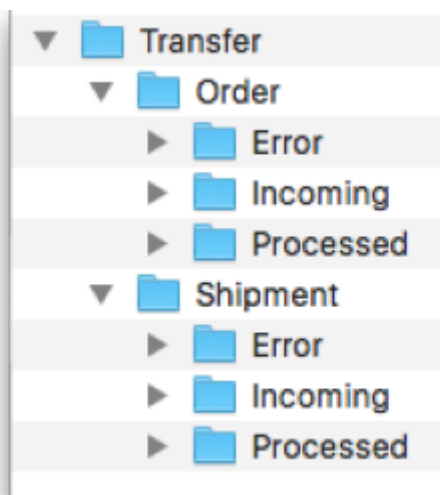 Transfer
Order
Error
Incoming
Processed
Shipment
Error
Incoming
Processed